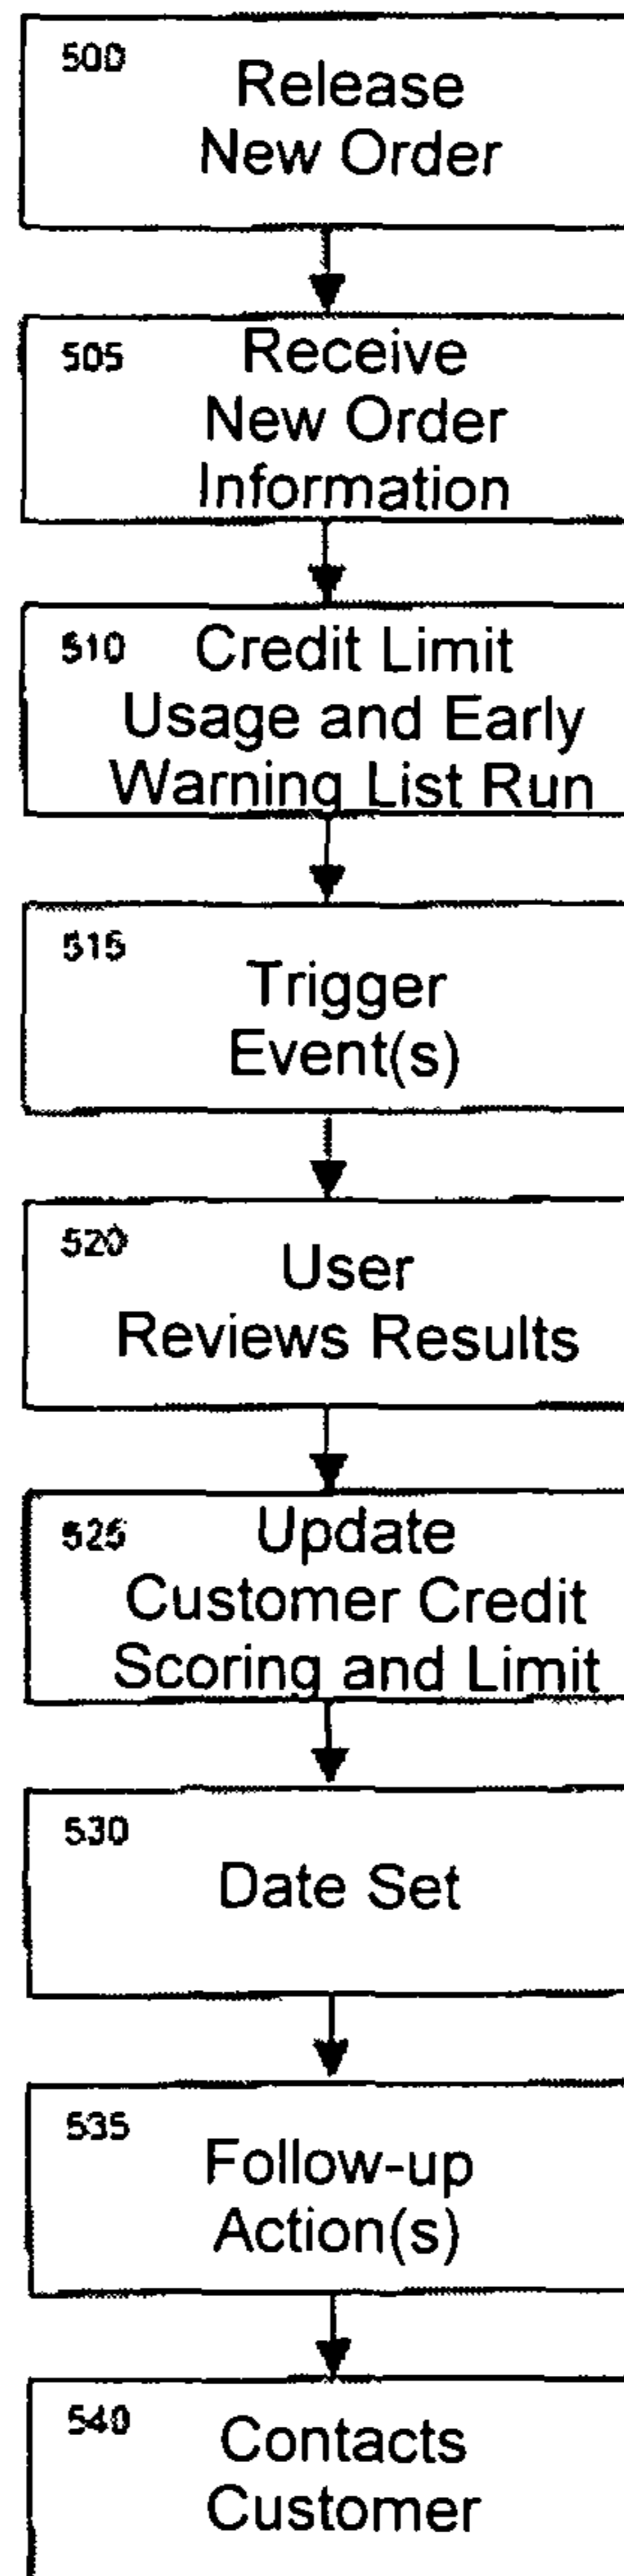 500 Release
New Order
505 Receive
New Order
Information
510 Credit Limit
Usage and Early
Warning List Run
515
Trigger
Event(s)
520
User
Reviews Results
525 Update
Customer Credit
Scoring and Limit
530
Date Set
535
Follow-up
Action(s)
540 Contacts
Customer